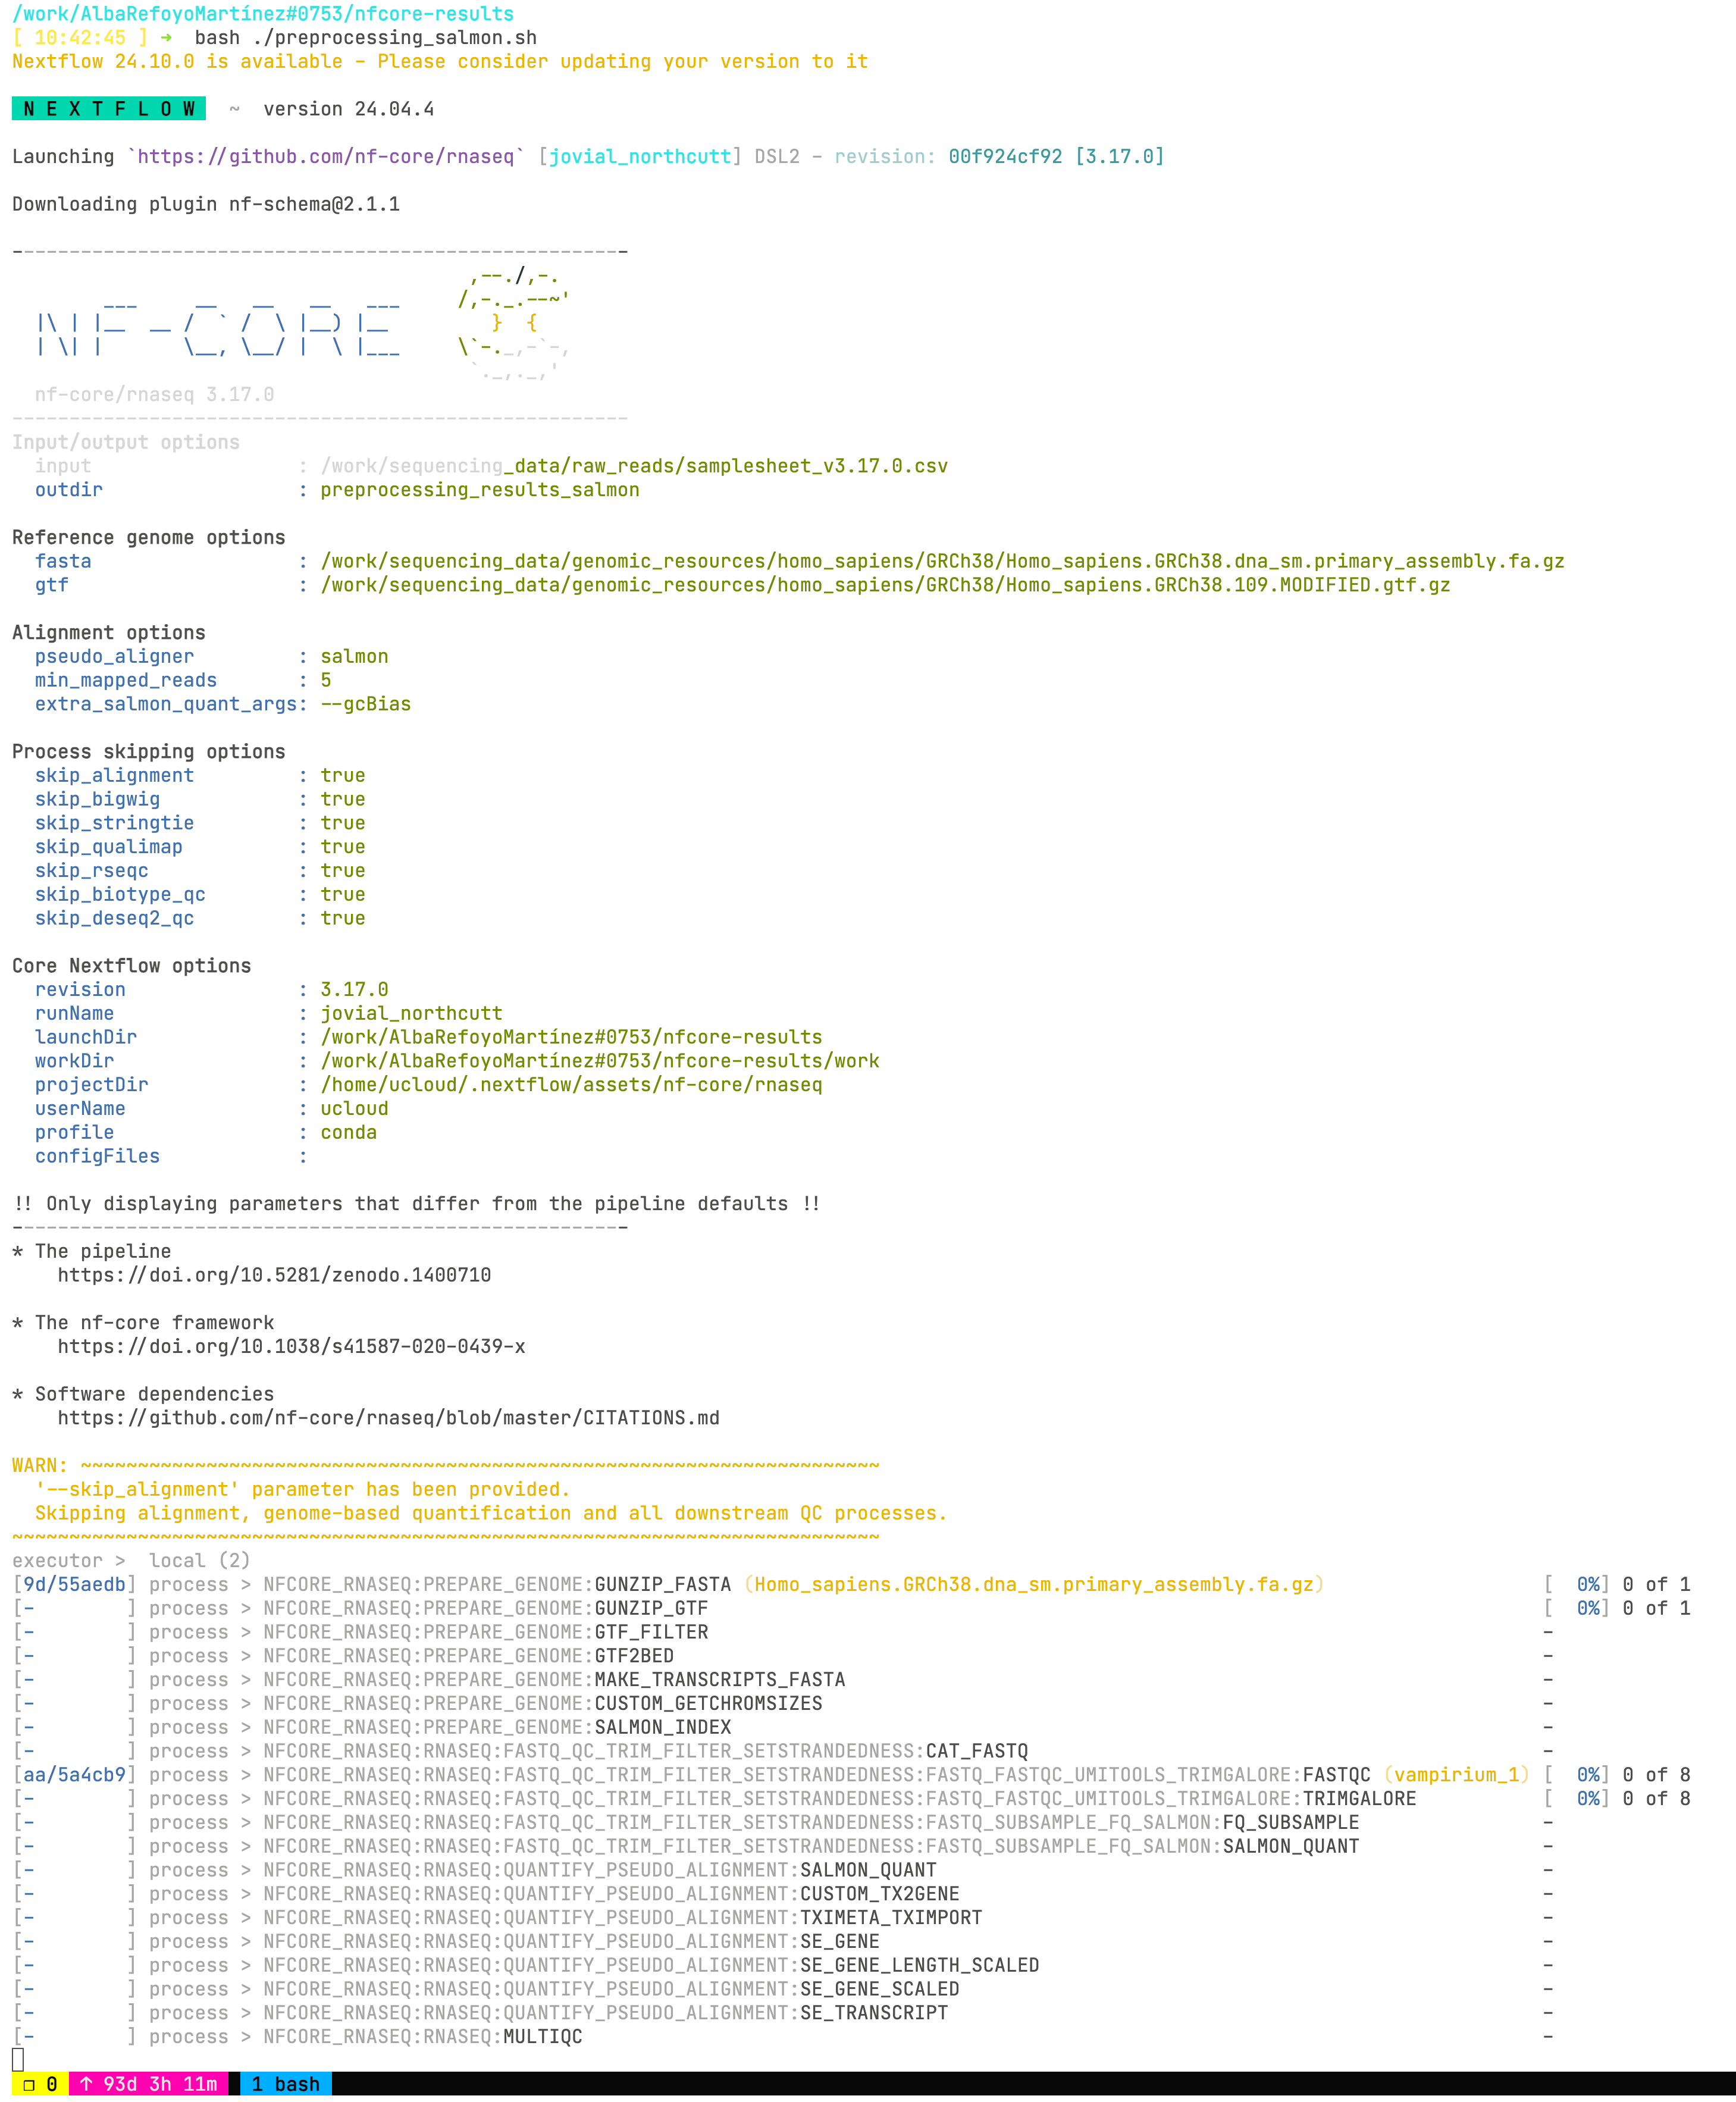 /work/AlbaRefoyoMartínez#0753/nfcore-results
[ 10:42:45 ] ➜  bash ./preprocessing_salmon.sh
Nextflow 24.10.0 is available - Please consider updating your version to it
N E X T F L O W  ~  version 24.04.4
Launching `https://github.com/nf-core/rnaseq` [jovial_northcutt] DSL2 - revision: 00f924cf92 [3.17.0]
Downloading plugin nf-schema@2.1.1
------------------------------------------------------
                                        ,--./,-.
        ___     __   __   __   ___     /,-._.--~'
  |\ | |__  __ /  ` /  \ |__) |__         }  {
  | \| |       \__, \__/ |  \ |___     \`-._,-`-,
                                        `._,._,'
  nf-core/rnaseq 3.17.0
------------------------------------------------------
Input/output options
  input                  : /work/sequencing_data/raw_reads/samplesheet_v3.17.0.csv
  outdir                 : preprocessing_results_salmon
Reference genome options
  fasta                  : /work/sequencing_data/genomic_resources/homo_sapiens/GRCh38/Homo_sapiens.GRCh38.dna_sm.primary_assembly.fa.gz
  gtf                    : /work/sequencing_data/genomic_resources/homo_sapiens/GRCh38/Homo_sapiens.GRCh38.109.MODIFIED.gtf.gz
Alignment options
  pseudo_aligner         : salmon
  min_mapped_reads       : 5
  extra_salmon_quant_args: --gcBias
Process skipping options
  skip_alignment         : true
  skip_bigwig            : true
  skip_stringtie         : true
  skip_qualimap          : true
  skip_rseqc             : true
  skip_biotype_qc        : true
  skip_deseq2_qc         : true
Core Nextflow options
  revision               : 3.17.0
  runName                : jovial_northcutt
  launchDir              : /work/AlbaRefoyoMartínez#0753/nfcore-results
  workDir                : /work/AlbaRefoyoMartínez#0753/nfcore-results/work
  projectDir             : /home/ucloud/.nextflow/assets/nf-core/rnaseq
  userName               : ucloud
  profile                : conda
  configFiles            :
!! Only displaying parameters that differ from the pipeline defaults !!
------------------------------------------------------
* The pipeline
    https://doi.org/10.5281/zenodo.1400710
* The nf-core framework
    https://doi.org/10.1038/s41587-020-0439-x
* Software dependencies
    https://github.com/nf-core/rnaseq/blob/master/CITATIONS.md
WARN: ~~~~~~~~~~~~~~~~~~~~~~~~~~~~~~~~~~~~~~~~~~~~~~~~~~~~~~~~~~~~~~~~~~~~~~
  '--skip_alignment' parameter has been provided.
  Skipping alignment, genome-based quantification and all downstream QC processes.
~~~~~~~~~~~~~~~~~~~~~~~~~~~~~~~~~~~~~~~~~~~~~~~~~~~~~~~~~~~~~~~~~~~~~~~~~~~~
executor >  local (2)
[9d/55aedb] process > NFCORE_RNASEQ:PREPARE_GENOME:GUNZIP_FASTA (Homo_sapiens.GRCh38.dna_sm.primary_assembly.fa.gz) [  0%] 0 of 1
[-        ] process > NFCORE_RNASEQ:PREPARE_GENOME:GUNZIP_GTF [  0%] 0 of 1
[-        ] process > NFCORE_RNASEQ:PREPARE_GENOME:GTF_FILTER -
[-        ] process > NFCORE_RNASEQ:PREPARE_GENOME:GTF2BED -
[-        ] process > NFCORE_RNASEQ:PREPARE_GENOME:MAKE_TRANSCRIPTS_FASTA -
[-        ] process > NFCORE_RNASEQ:PREPARE_GENOME:CUSTOM_GETCHROMSIZES -
[-        ] process > NFCORE_RNASEQ:PREPARE_GENOME:SALMON_INDEX -
[-        ] process > NFCORE_RNASEQ:RNASEQ:FASTQ_QC_TRIM_FILTER_SETSTRANDEDNESS:CAT_FASTQ -
[aa/5a4cb9] process > NFCORE_RNASEQ:RNASEQ:FASTQ_QC_TRIM_FILTER_SETSTRANDEDNESS:FASTQ_FASTQC_UMITOOLS_TRIMGALORE:FASTQC (vampirium_1) [  0%] 0 of 8
[-        ] process > NFCORE_RNASEQ:RNASEQ:FASTQ_QC_TRIM_FILTER_SETSTRANDEDNESS:FASTQ_FASTQC_UMITOOLS_TRIMGALORE:TRIMGALORE [  0%] 0 of 8
[-        ] process > NFCORE_RNASEQ:RNASEQ:FASTQ_QC_TRIM_FILTER_SETSTRANDEDNESS:FASTQ_SUBSAMPLE_FQ_SALMON:FQ_SUBSAMPLE -
[-        ] process > NFCORE_RNASEQ:RNASEQ:FASTQ_QC_TRIM_FILTER_SETSTRANDEDNESS:FASTQ_SUBSAMPLE_FQ_SALMON:SALMON_QUANT -
[-        ] process > NFCORE_RNASEQ:RNASEQ:QUANTIFY_PSEUDO_ALIGNMENT:SALMON_QUANT -
[-        ] process > NFCORE_RNASEQ:RNASEQ:QUANTIFY_PSEUDO_ALIGNMENT:CUSTOM_TX2GENE -
[-        ] process > NFCORE_RNASEQ:RNASEQ:QUANTIFY_PSEUDO_ALIGNMENT:TXIMETA_TXIMPORT -
[-        ] process > NFCORE_RNASEQ:RNASEQ:QUANTIFY_PSEUDO_ALIGNMENT:SE_GENE -
[-        ] process > NFCORE_RNASEQ:RNASEQ:QUANTIFY_PSEUDO_ALIGNMENT:SE_GENE_LENGTH_SCALED -
[-        ] process > NFCORE_RNASEQ:RNASEQ:QUANTIFY_PSEUDO_ALIGNMENT:SE_GENE_SCALED -
[-        ] process > NFCORE_RNASEQ:RNASEQ:QUANTIFY_PSEUDO_ALIGNMENT:SE_TRANSCRIPT -
[-        ] process > NFCORE_RNASEQ:RNASEQ:MULTIQC -
❐ 0  ↑ 93d 3h 11m  1 bash